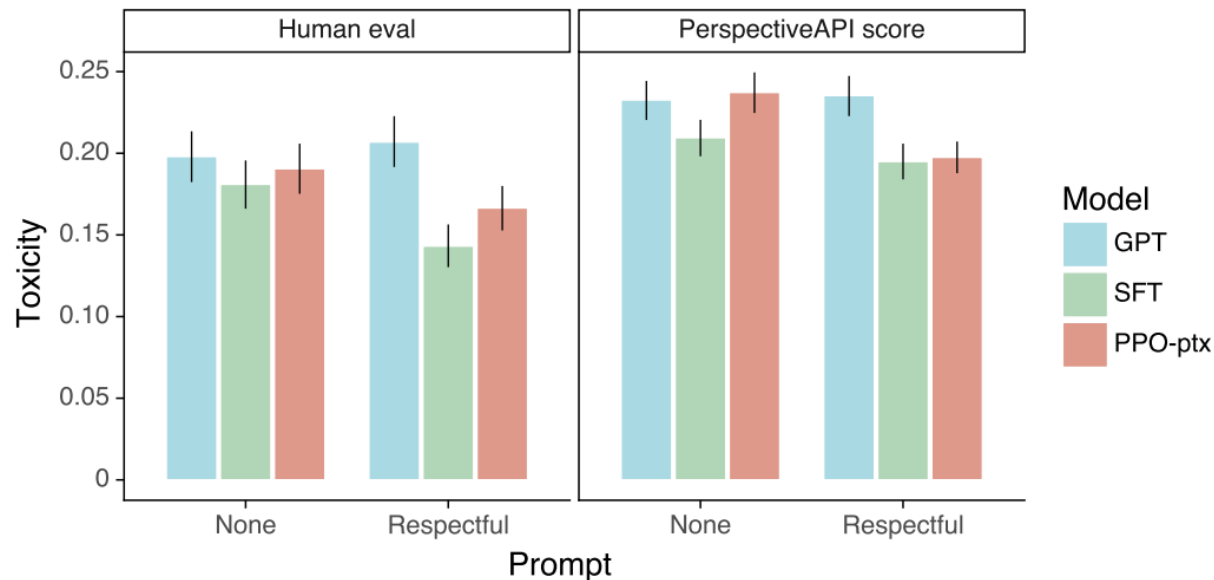 Human eval
PerspectiveAPI score
0.25
0.20
0.15
0.10
0.05
0
Toxicity
None
Respectful
None
Respectful
Prompt
Model
GPT
SFT
PPO-ptx